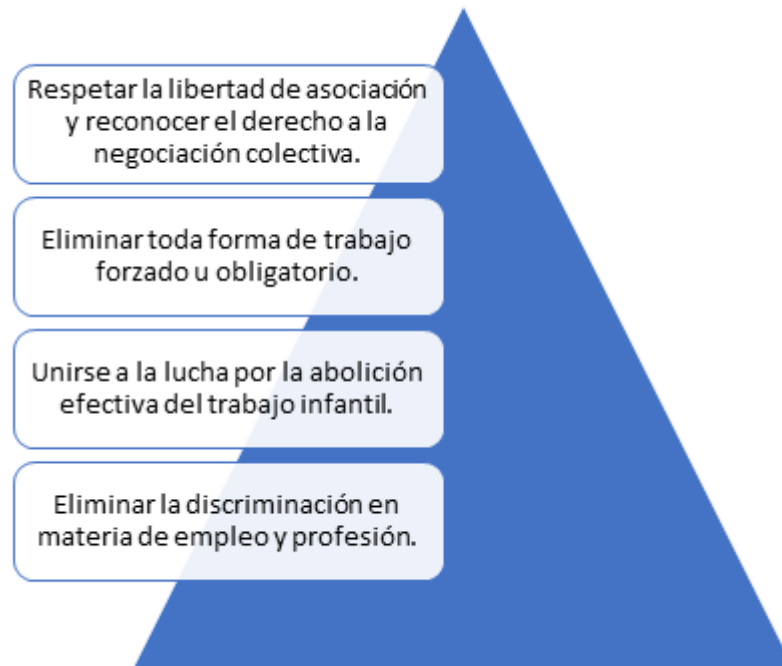 Respetar la libertad de asociación
y reconocer el derecho a la
negociación colectiva.
Eliminar toda forma de trabajo
forzado u obligatorio.
Unirse a la lucha por la abolición
efectiva del trabajo infantil.
Eliminar la discriminación en
materia de empleo y profesión.